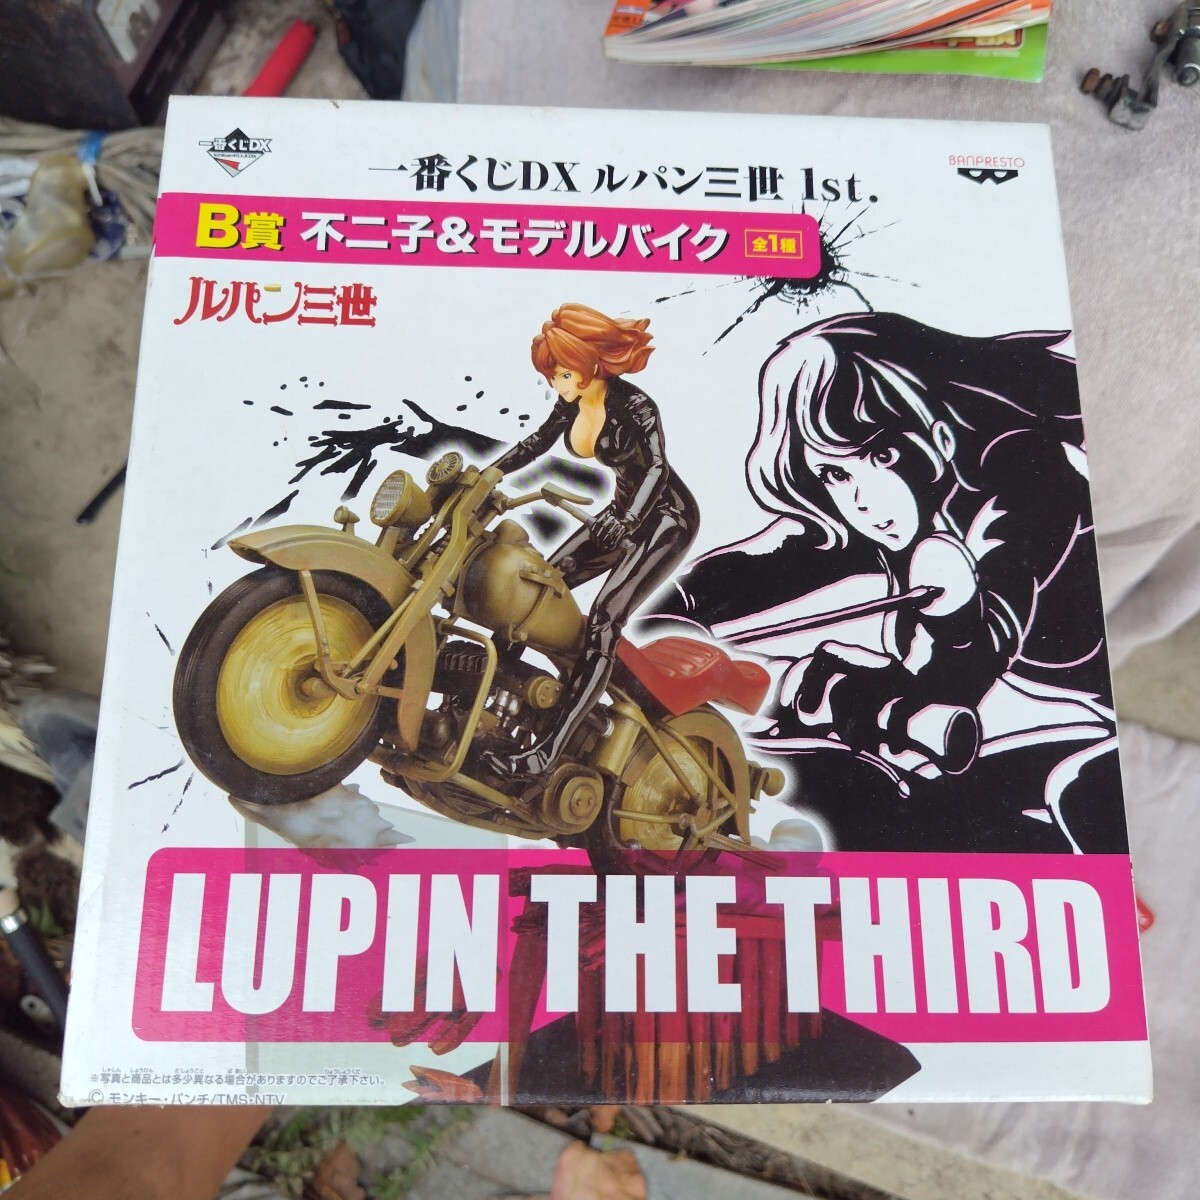 一番くじDX
一番くじDX ルパン三世 1st.
BANPRESTO
B賞 不二子&モデルバイク 全1種
ルパン三世
LUPIN THE THIRD
※写真と商品とは多少異なる場合がありますのでご了承下さい。
© モンキー・パンチ/TMS・NTV